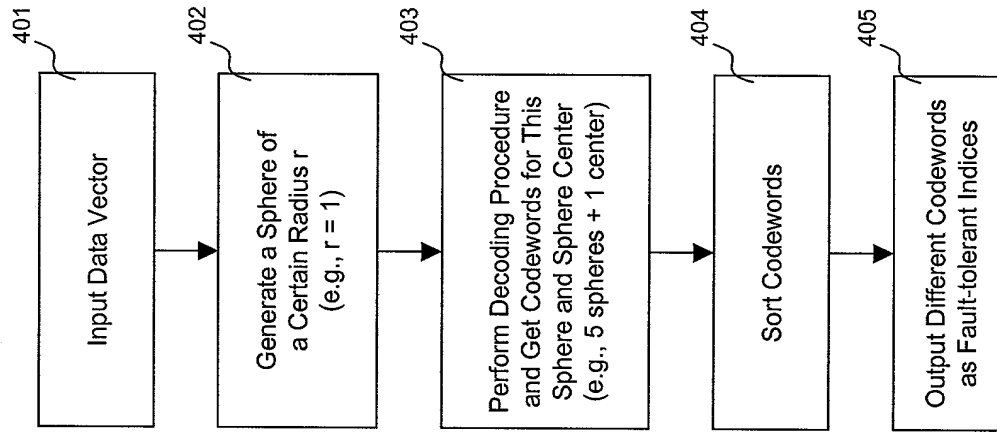 401
Input Data Vector
402
Generate a Sphere of
a Certain Radius r
(e.g., r = 1)
403
Perform Decoding Procedure
and Get Codewords for This
Sphere and Sphere Center
(e.g., 5 spheres + 1 center)
404
Sort Codewords
405
Output Different Codewords
as Fault-tolerant Indices